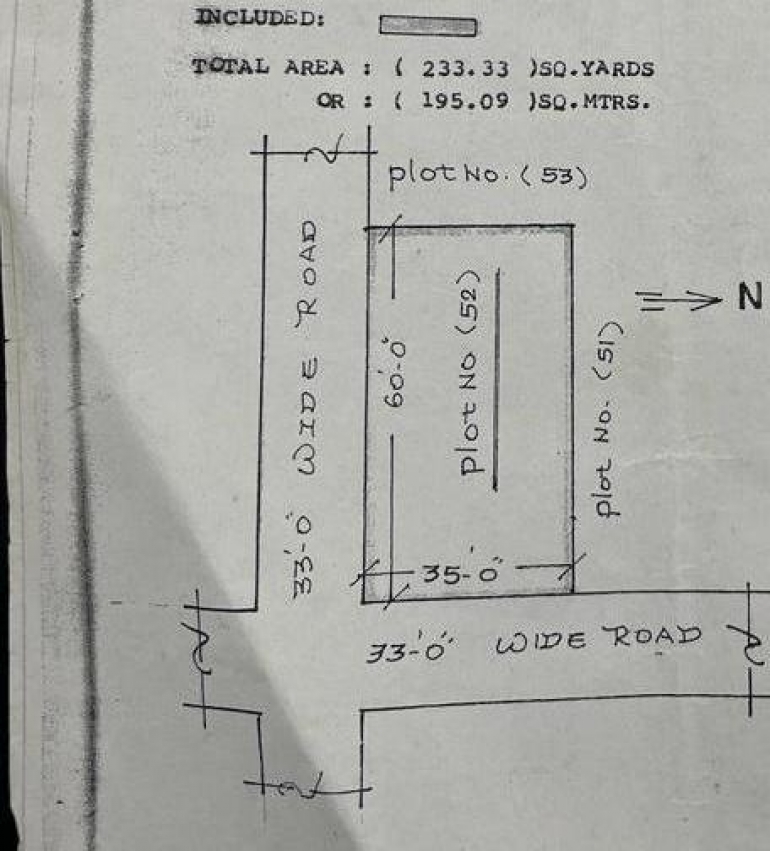 INCLUDED:
TOTAL AREA : ( 233.33 )SQ.YARDS
OR : ( 195.09 )SQ.MTRS.
plot No. (53)
33'-0" WIDE ROAD
60'-0"
plot No (52)
plot No. (51)
N
35'-0"
33'-0" WIDE ROAD